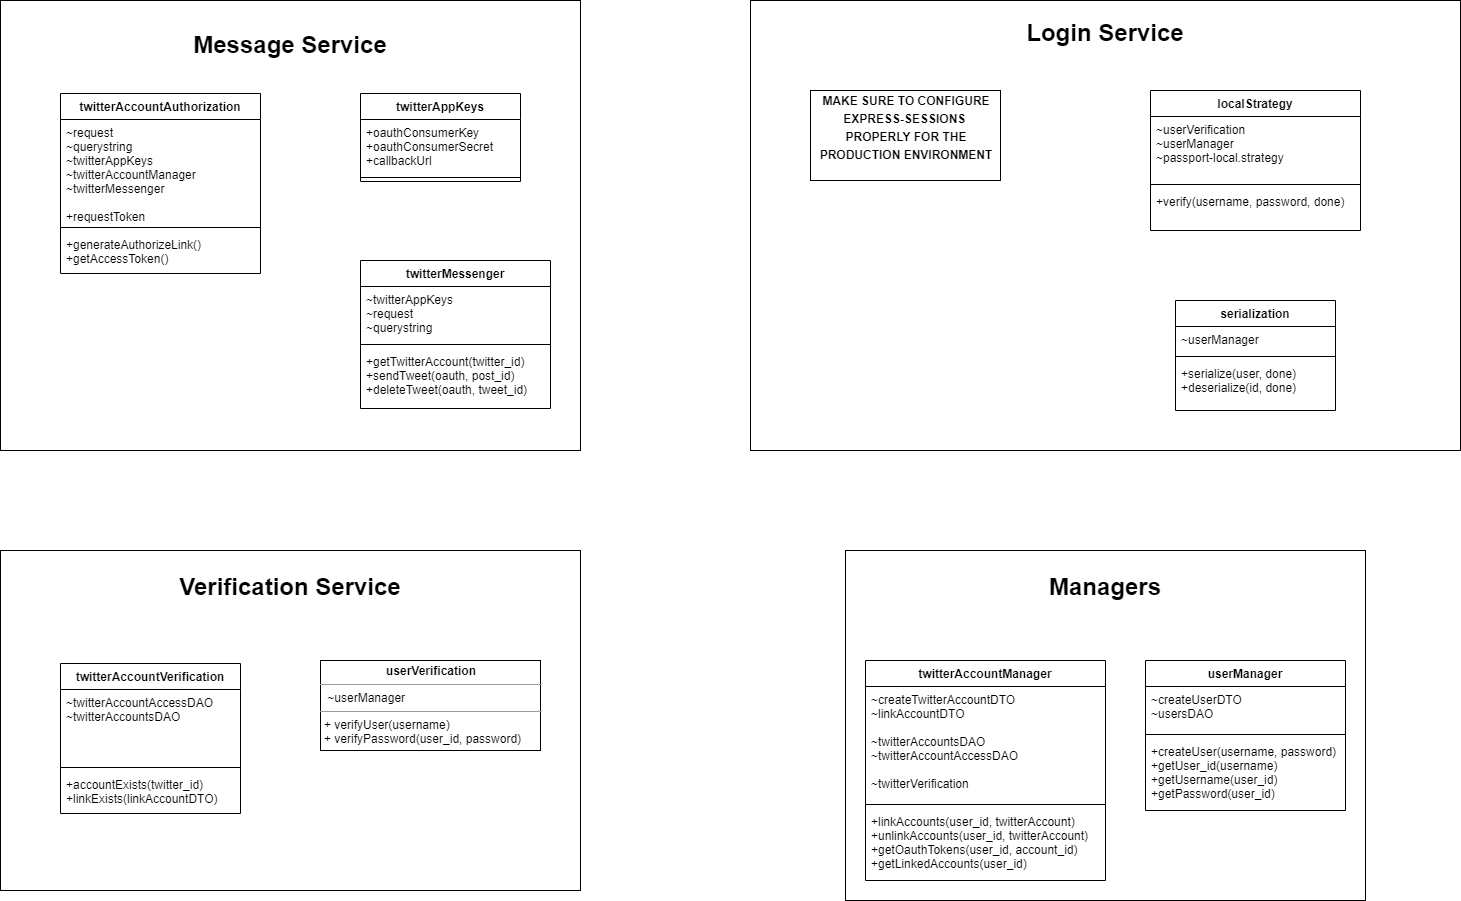 Message Service
twitterAccountAuthorization
~request
~querystring
~twitterAppKeys
~twitterAccountManager
~twitterMessenger
+requestToken
+generateAuthorizeLink()
+getAccessToken()
twitterAppKeys
+oauthConsumerKey
+oauthConsumerSecret
+callbackUrl
twitterMessenger
~twitterAppKeys
~request
~querystring
+getTwitterAccount(twitter_id)
+sendTweet(oauth, post_id)
+deleteTweet(oauth, tweet_id)
Login Service
MAKE SURE TO CONFIGURE
EXPRESS-SESSIONS
PROPERLY FOR THE
PRODUCTION ENVIRONMENT
localStrategy
~userVerification
~userManager
~passport-local.strategy
+verify(username, password, done)
serialization
~userManager
+serialize(user, done)
+deserialize(id, done)
Verification Service
twitterAccountVerification
~twitterAccountAccessDAO
~twitterAccountsDAO
+accountExists(twitter_id)
+linkExists(linkAccountDTO)
userVerification
~userManager
+ verifyUser(username)
+ verifyPassword(user_id, password)
Managers
twitterAccountManager
~createTwitterAccountDTO
~linkAccountDTO
~twitterAccountsDAO
~twitterAccountAccessDAO
~twitterVerification
+linkAccounts(user_id, twitterAccount)
+unlinkAccounts(user_id, twitterAccount)
+getOauthTokens(user_id, account_id)
+getLinkedAccounts(user_id)
userManager
~createUserDTO
~usersDAO
+createUser(username, password)
+getUser_id(username)
+getUsername(user_id)
+getPassword(user_id)